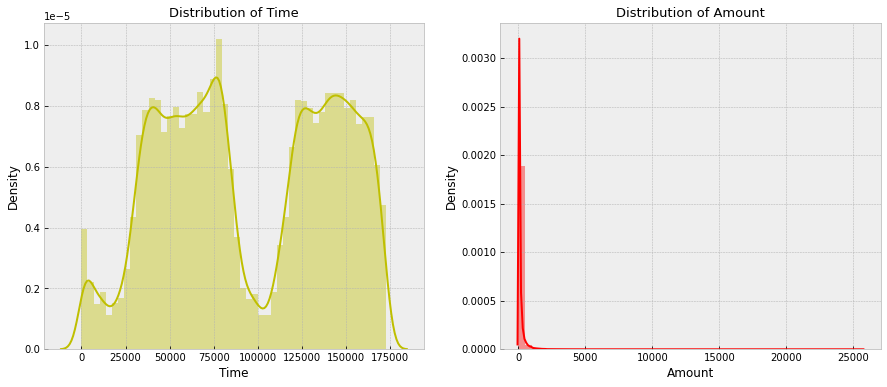 Distribution of Time
1e−5
1.0
0.8
0.6
0.4
0.2
0.0
Density
0 25000 50000 75000 100000 125000 150000 175000
Time
Distribution of Amount
0.0030
0.0025
0.0020
0.0015
0.0010
0.0005
0.0000
Density
0 5000 10000 15000 20000 25000
Amount